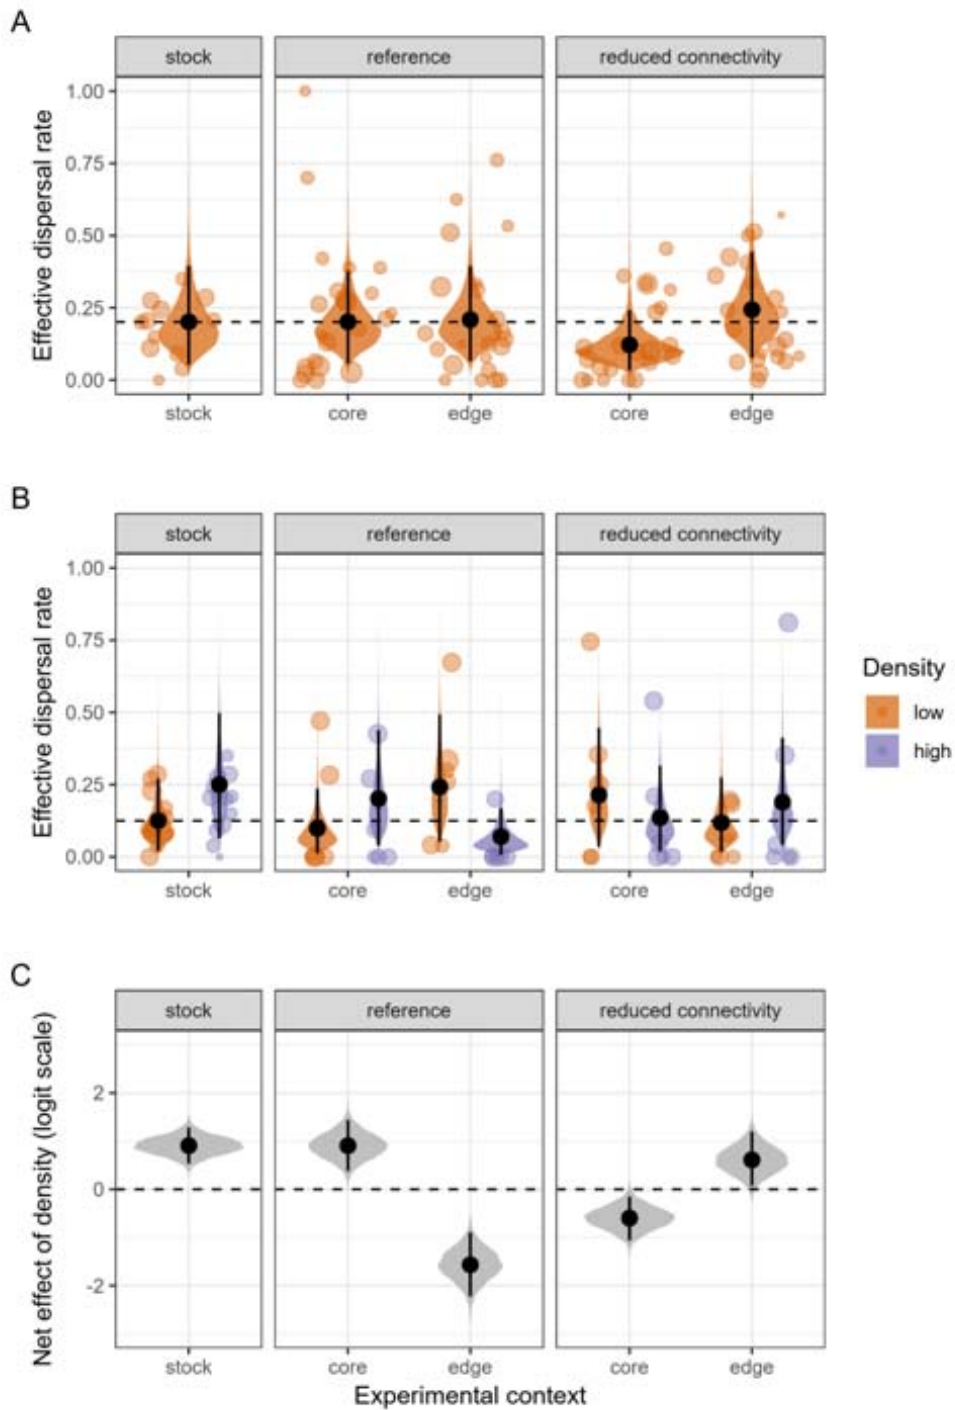 A
stock reference reduced connectivity
Effective dispersal rate
1.00
0.75
0.50
0.25
0.00
stock core edge core edge
B
stock reference reduced connectivity
Effective dispersal rate
1.00
0.75
0.50
0.25
0.00
stock core edge core edge
Density
low
high
C
stock reference reduced connectivity
Net effect of density (logit scale)
2
0
-2
stock core edge core edge
Experimental context